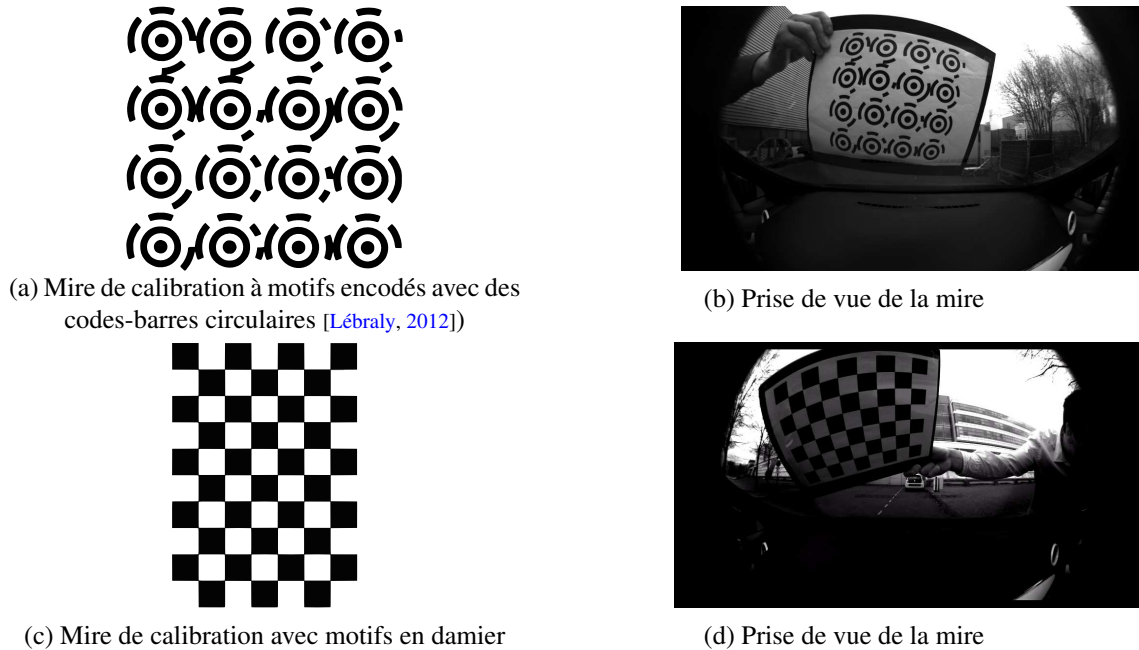 (a) Mire de calibration à motifs encodés avec des
codes-barres circulaires [Lébraly, 2012])
(b) Prise de vue de la mire
(c) Mire de calibration avec motifs en damier
(d) Prise de vue de la mire